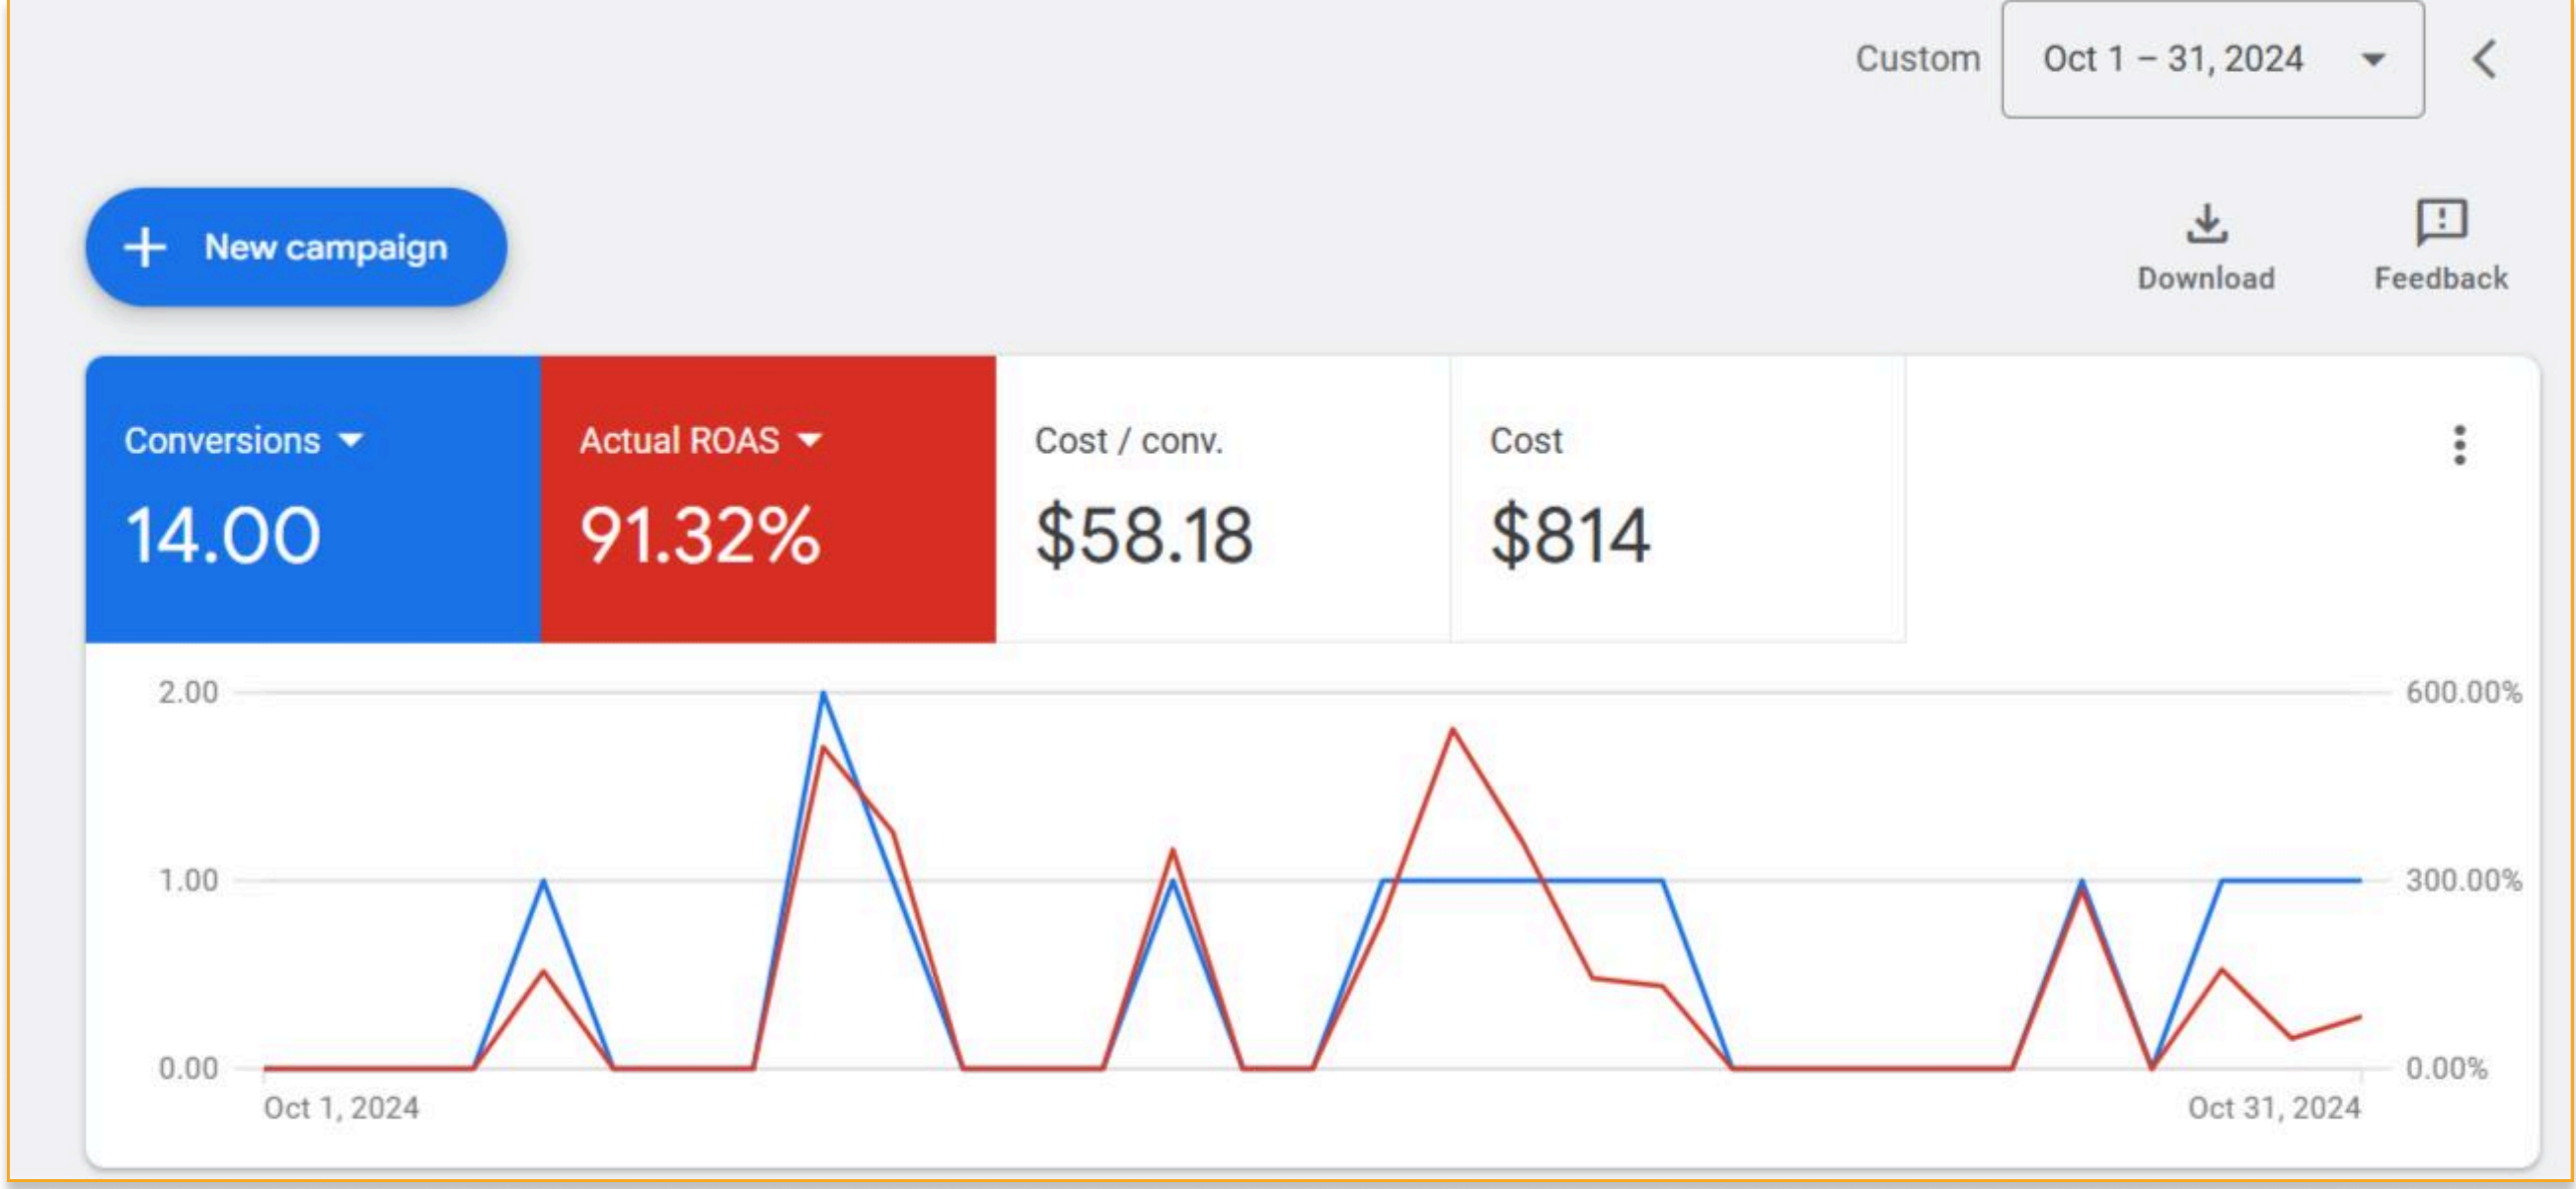 Custom Oct 1 – 31, 2024
New campaign
Download Feedback
Conversions Actual ROAS Cost / conv. Cost
14.00 91.32% $58.18 $814
2.00 600.00%
1.00 300.00%
0.00 0.00%
Oct 1, 2024 Oct 31, 2024